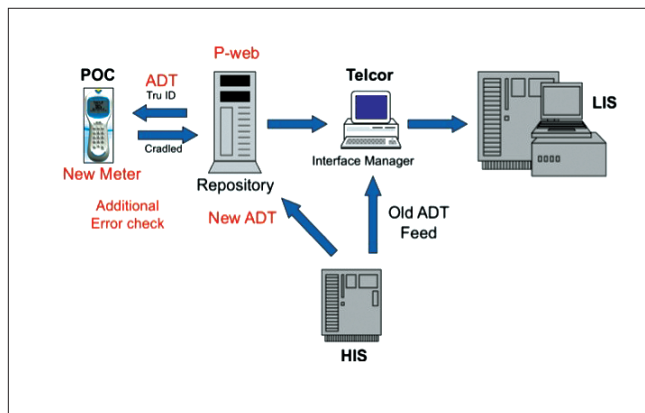 P-web
POC
ADT
Tru ID
Telcor
LIS
Cradled
Interface Manager
New Meter
Repository
Additional
Error check
New ADT
Old ADT
Feed
HIS